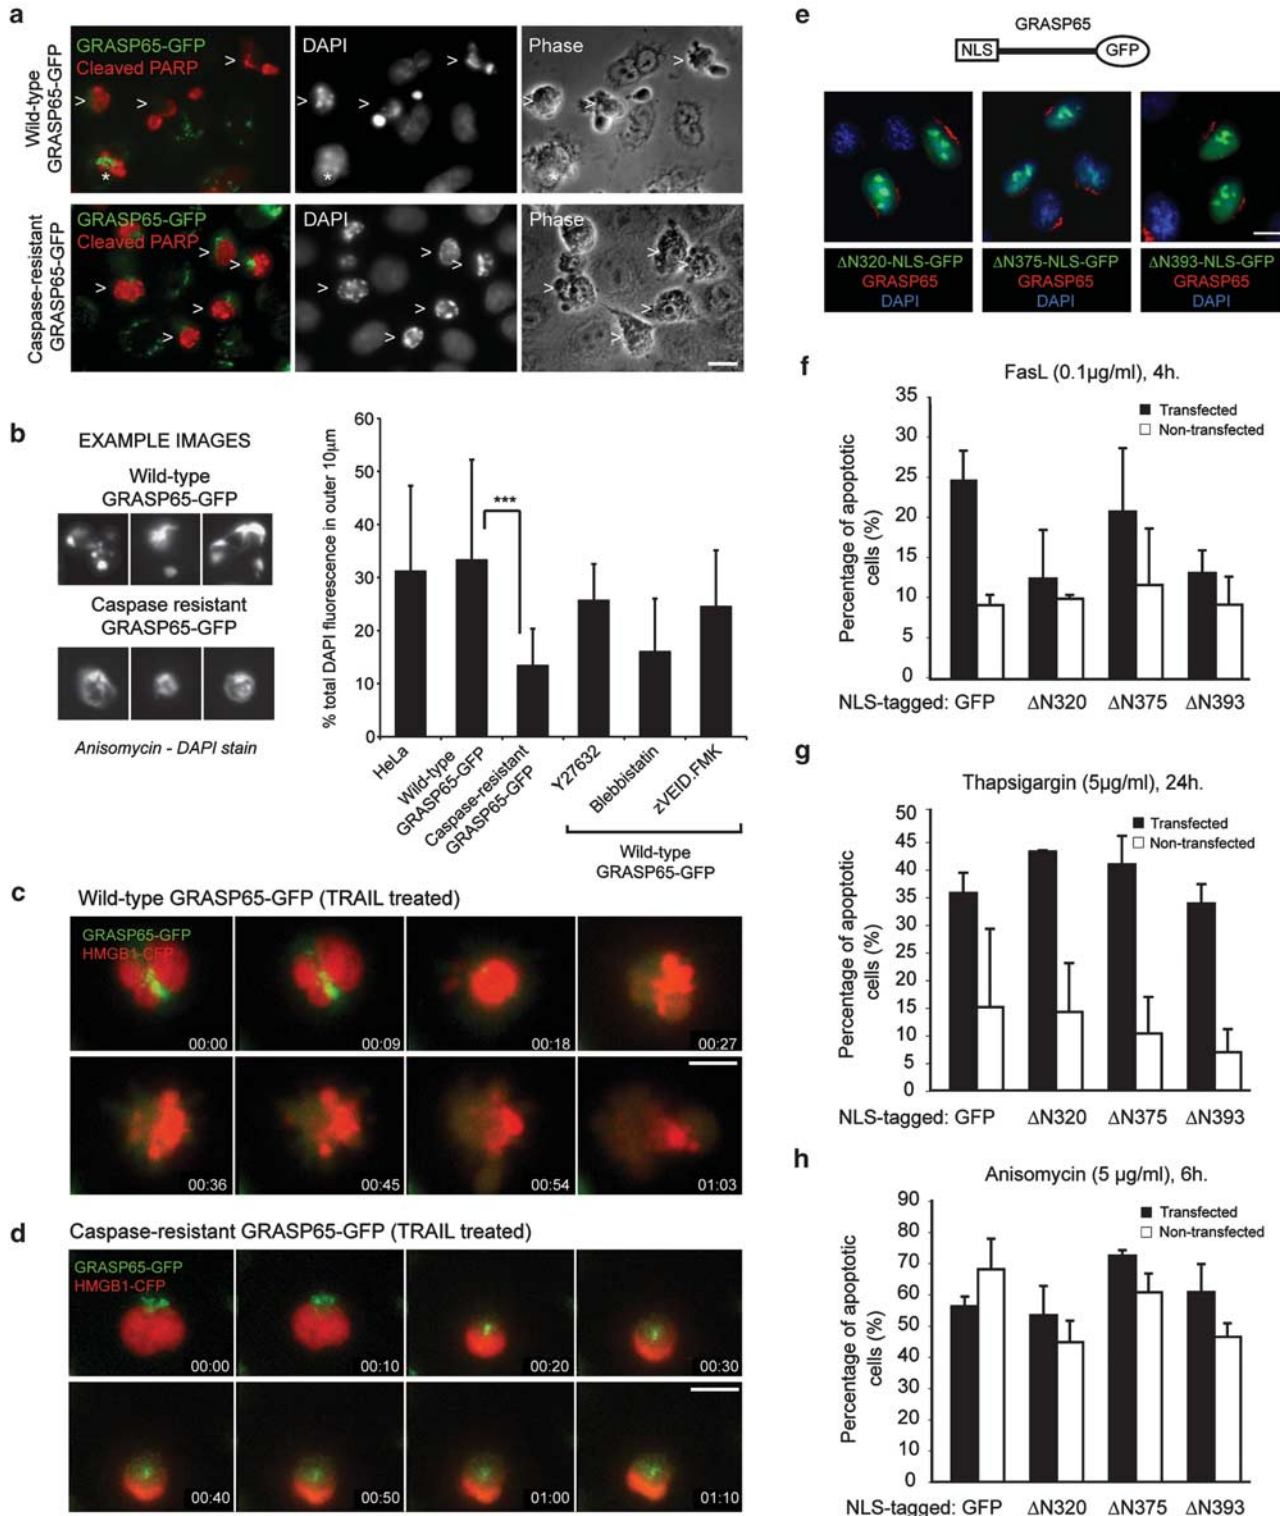 a
Wild-type
GRASP65-GFP
GRASP65-GFP
Cleaved PARP
>
>
>
*
DAPI
>
>
>
*
Phase
>
>
>
*
Caspase-resistant
GRASP65-GFP
GRASP65-GFP
Cleaved PARP
>
>
>
>
>
DAPI
>
>
>
>
>
Phase
>
>
>
>
>
b
EXAMPLE IMAGES
Wild-type
GRASP65-GFP
Caspase resistant
GRASP65-GFP
Anisomycin - DAPI stain
% total DAPI fluorescence in outer 10µm
60
50
40
30
20
10
0
***
HeLa
Wild-type
GRASP65-GFP
Caspase-resistant
GRASP65-GFP
Y27632
Blebbistatin
zVEID.FMK
Wild-type
GRASP65-GFP
c
Wild-type GRASP65-GFP (TRAIL treated)
GRASP65-GFP
HMGB1-CFP
00:00
00:09
00:18
00:27
00:36
00:45
00:54
01:03
d
Caspase-resistant GRASP65-GFP (TRAIL treated)
GRASP65-GFP
HMGB1-CFP
00:00
00:10
00:20
00:30
00:40
00:50
01:00
01:10
e
GRASP65
NLS
GFP
ΔN320-NLS-GFP
GRASP65
DAPI
ΔN375-NLS-GFP
GRASP65
DAPI
ΔN393-NLS-GFP
GRASP65
DAPI
f
FasL (0.1µg/ml), 4h.
Transfected
Non-transfected
Percentage of apoptotic
cells (%)
35
30
25
20
15
10
5
0
NLS-tagged: GFP ΔN320 ΔN375 ΔN393
g
Thapsigargin (5µg/ml), 24h.
Transfected
Non-transfected
Percentage of apoptotic
cells (%)
50
45
40
35
30
25
20
15
10
5
0
NLS-tagged: GFP ΔN320 ΔN375 ΔN393
h
Anisomycin (5 µg/ml), 6h.
Transfected
Non-transfected
Percentage of apoptotic
cells (%)
90
80
70
60
50
40
30
20
10
0
NLS-tagged: GFP ΔN320 ΔN375 ΔN393